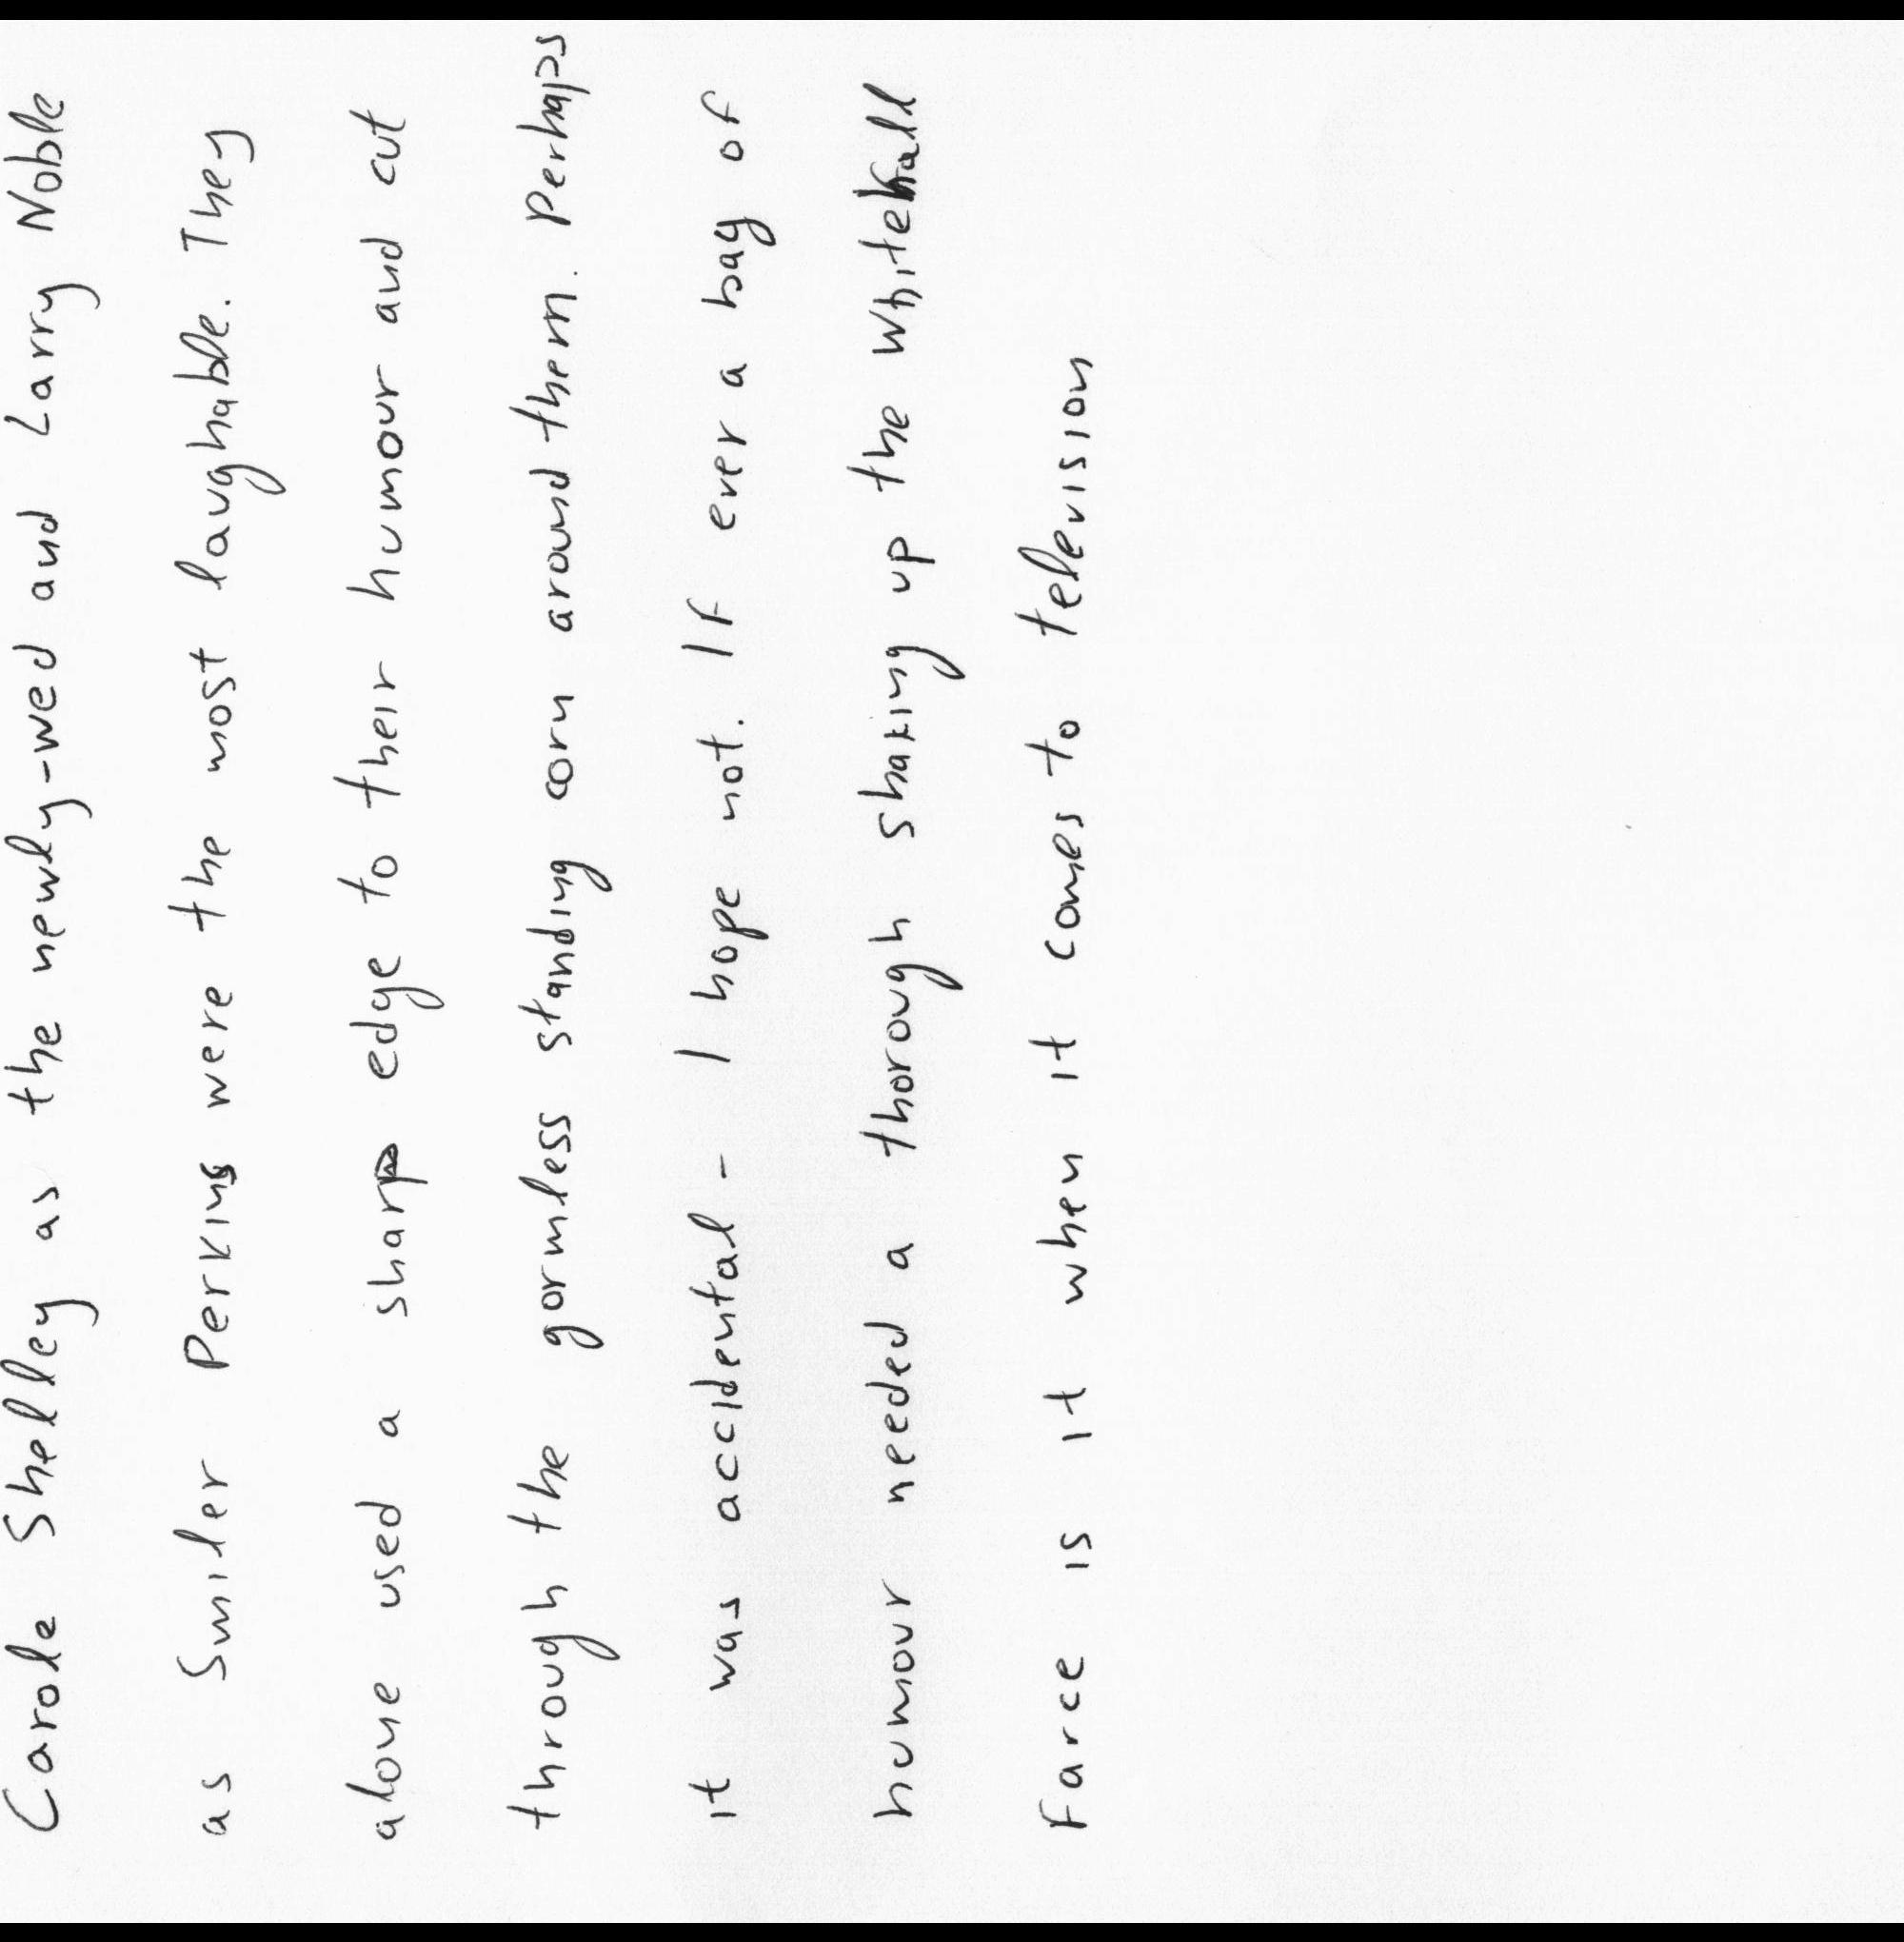 Carole Shelley as the newly-wed and Larry Noble
as Smiler Perkins were the most laughable. They
alone used a sharp edge to their humour and cut
through the gormless standing corn around them. Perhaps
it was accidental - I hope not. If ever a bag of
humour needed a thorough shaking up the Whitehall
Farce is it when it comes to television